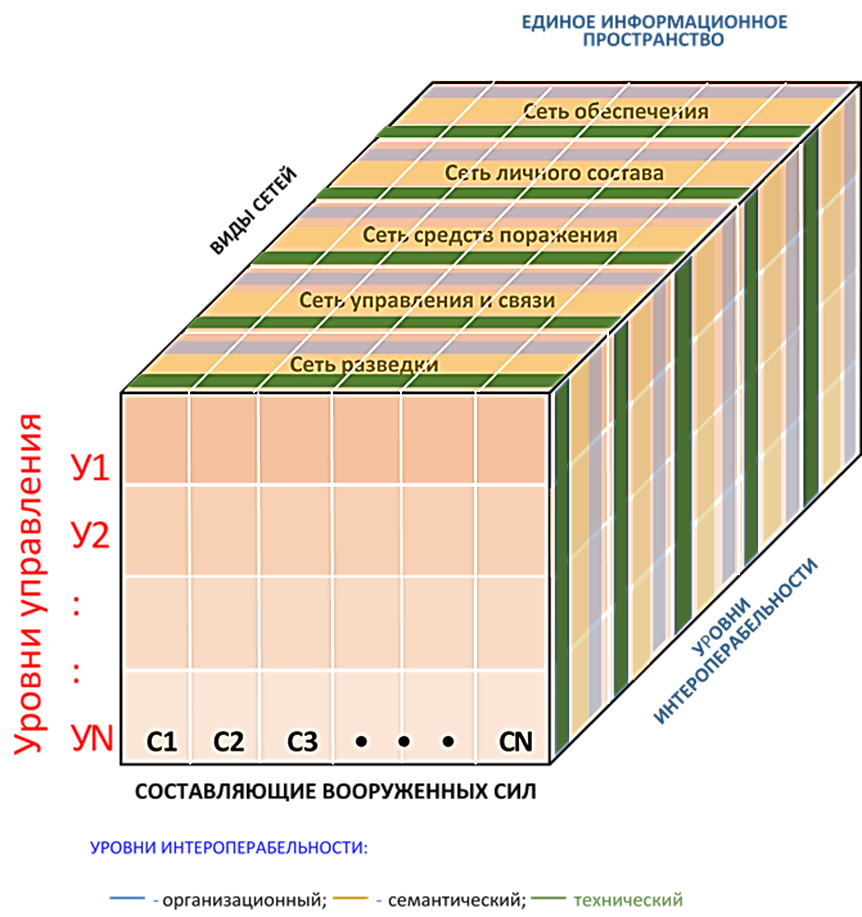 ЕДИНОЕ ИНФОРМАЦИОННОЕ
ПРОСТРАНСТВО
ВИДЫ СЕТЕЙ
Сеть обеспечения
Сеть личного состава
Сеть средств поражения
Сеть управления и связи
Сеть разведки
Уровни управления
У1
У2
:
:
УN
С1 С2 С3 • • • СN
УРОВНИ
ИНТЕРОПЕРАБЕЛЬНОСТИ
СОСТАВЛЯЮЩИЕ ВООРУЖЕННЫХ СИЛ
УРОВНИ ИНТЕРОПЕРАБЕЛЬНОСТИ:
- организационный; - семантический; технический